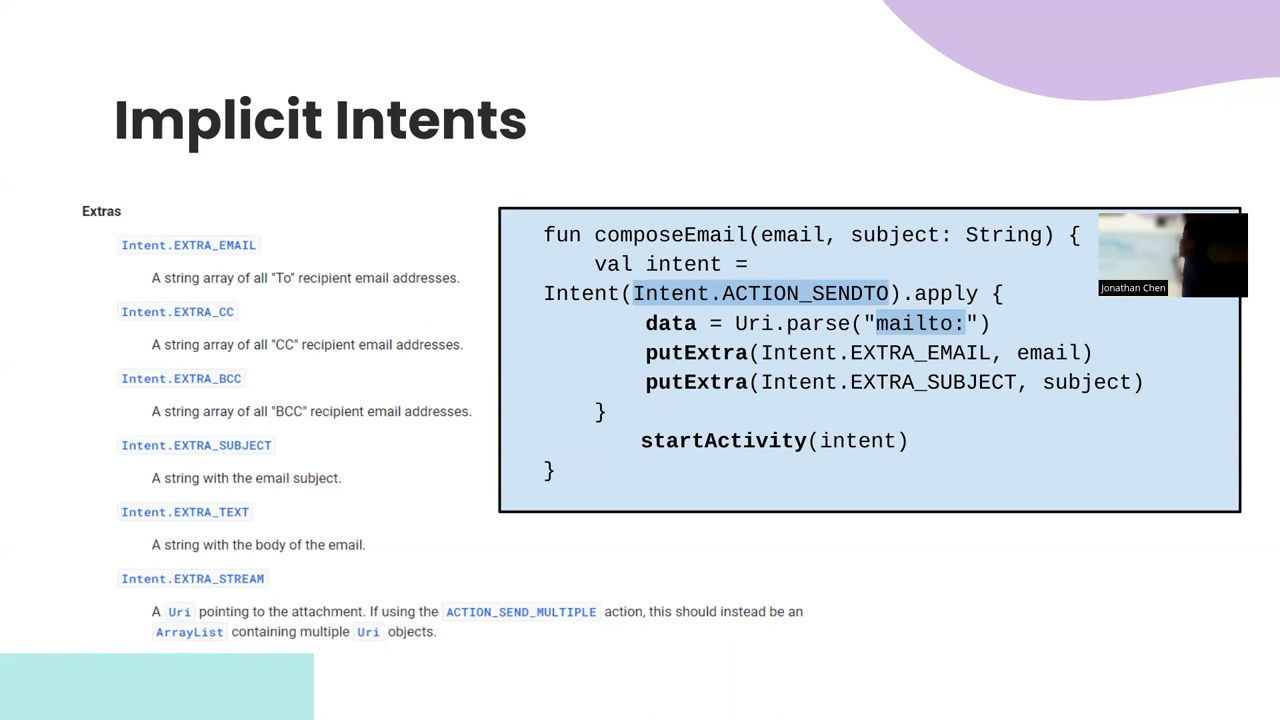 Implicit Intents
Extras
Intent.EXTRA_EMAIL
A string array of all "To" recipient email addresses.
Intent.EXTRA_CC
A string array of all "CC" recipient email addresses.
Intent.EXTRA_BCC
A string array of all "BCC" recipient email addresses.
Intent.EXTRA_SUBJECT
A string with the email subject.
Intent.EXTRA_TEXT
A string with the body of the email.
Intent.EXTRA_STREAM
A Uri pointing to the attachment. If using the ACTION_SEND_MULTIPLE action, this should instead be an
ArrayList containing multiple Uri objects.
fun composeEmail(email, subject: String) {
val intent =
Intent(Intent.ACTION_SENDTO).apply {
data = Uri.parse("mailto:")
putExtra(Intent.EXTRA_EMAIL, email)
putExtra(Intent.EXTRA_SUBJECT, subject)
}
startActivity(intent)
}
Jonathan Chen